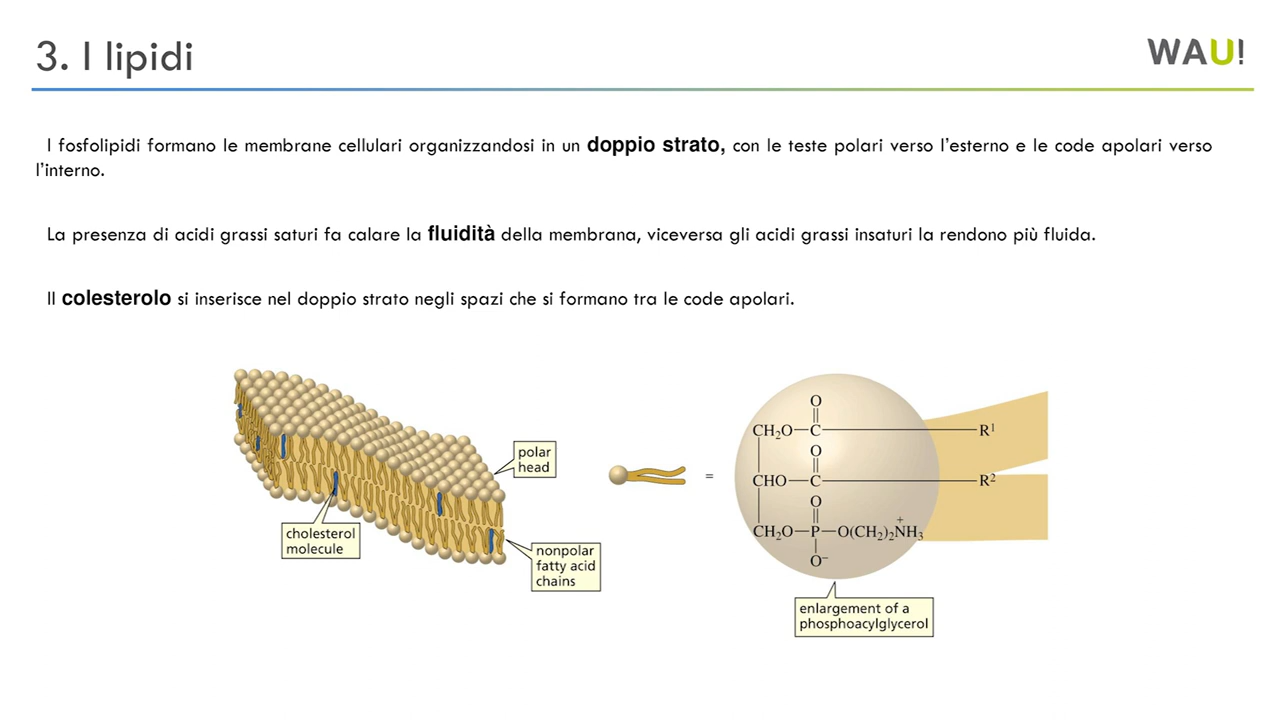 3. I lipidi
WAU!
I fosfolipidi formano le membrane cellulari organizzandosi in un doppio strato, con le teste polari verso l'esterno e le code apolari verso
l'interno.
La presenza di acidi grassi saturi fa calare la fluidità della membrana, viceversa gli acidi grassi insaturi la rendono più fluida.
Il colesterolo si inserisce nel doppio strato negli spazi che si formano tra le code apolari.
polar
head
cholesterol
molecule
nonpolar
fatty acid
chains
=
O
CH₂O—C—R¹
O
CHO—C—R²
O
CH₂O—P—O(CH₂)₂N⁺H₃
O⁻
enlargement of a
phosphoacylglycerol